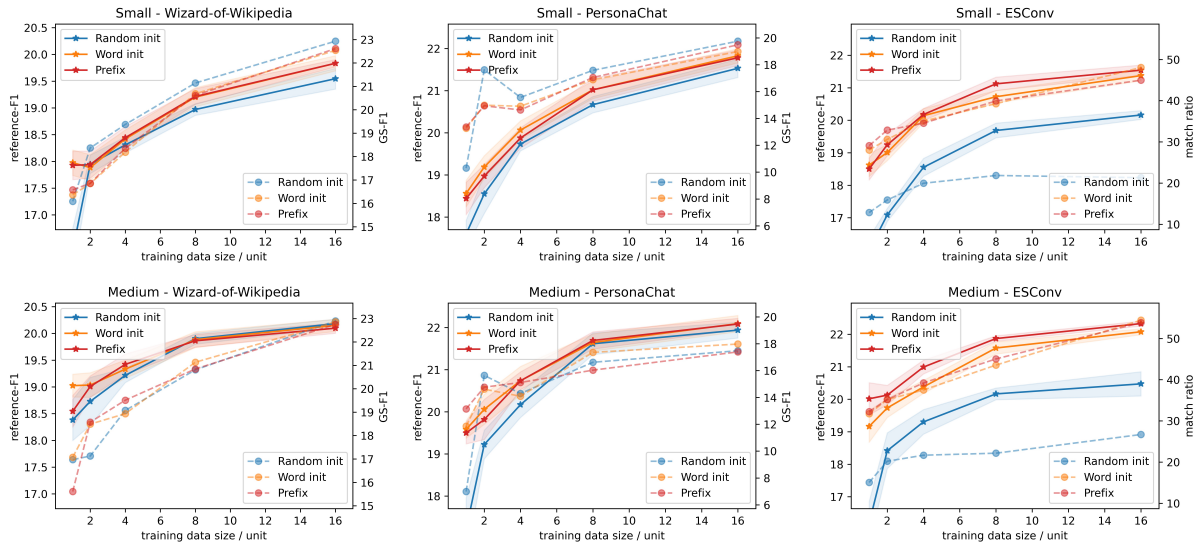 Small - Wizard-of-Wikipedia
20.5
20.0
19.5
19.0
18.5
18.0
17.5
17.0
reference-F1
Random init
Word init
Prefix
Random init
Word init
Prefix
23
22
21
20
19
18
17
16
15
GS-F1
2 4 6 8 10 12 14 16
training data size / unit
Small - PersonaChat
22
21
20
19
18
reference-F1
Random init
Word init
Prefix
Random init
Word init
Prefix
20
18
16
14
12
10
8
6
GS-F1
2 4 6 8 10 12 14 16
training data size / unit
Small - ESConv
22
21
20
19
18
17
reference-F1
Random init
Word init
Prefix
Random init
Word init
Prefix
50
40
30
20
10
match ratio
2 4 6 8 10 12 14 16
training data size / unit
Medium - Wizard-of-Wikipedia
20.5
20.0
19.5
19.0
18.5
18.0
17.5
17.0
reference-F1
Random init
Word init
Prefix
Random init
Word init
Prefix
23
22
21
20
19
18
17
16
15
GS-F1
2 4 6 8 10 12 14 16
training data size / unit
Medium - PersonaChat
22
21
20
19
18
reference-F1
Random init
Word init
Prefix
Random init
Word init
Prefix
20
18
16
14
12
10
8
6
GS-F1
2 4 6 8 10 12 14 16
training data size / unit
Medium - ESConv
22
21
20
19
18
17
reference-F1
Random init
Word init
Prefix
Random init
Word init
Prefix
50
40
30
20
10
match ratio
2 4 6 8 10 12 14 16
training data size / unit